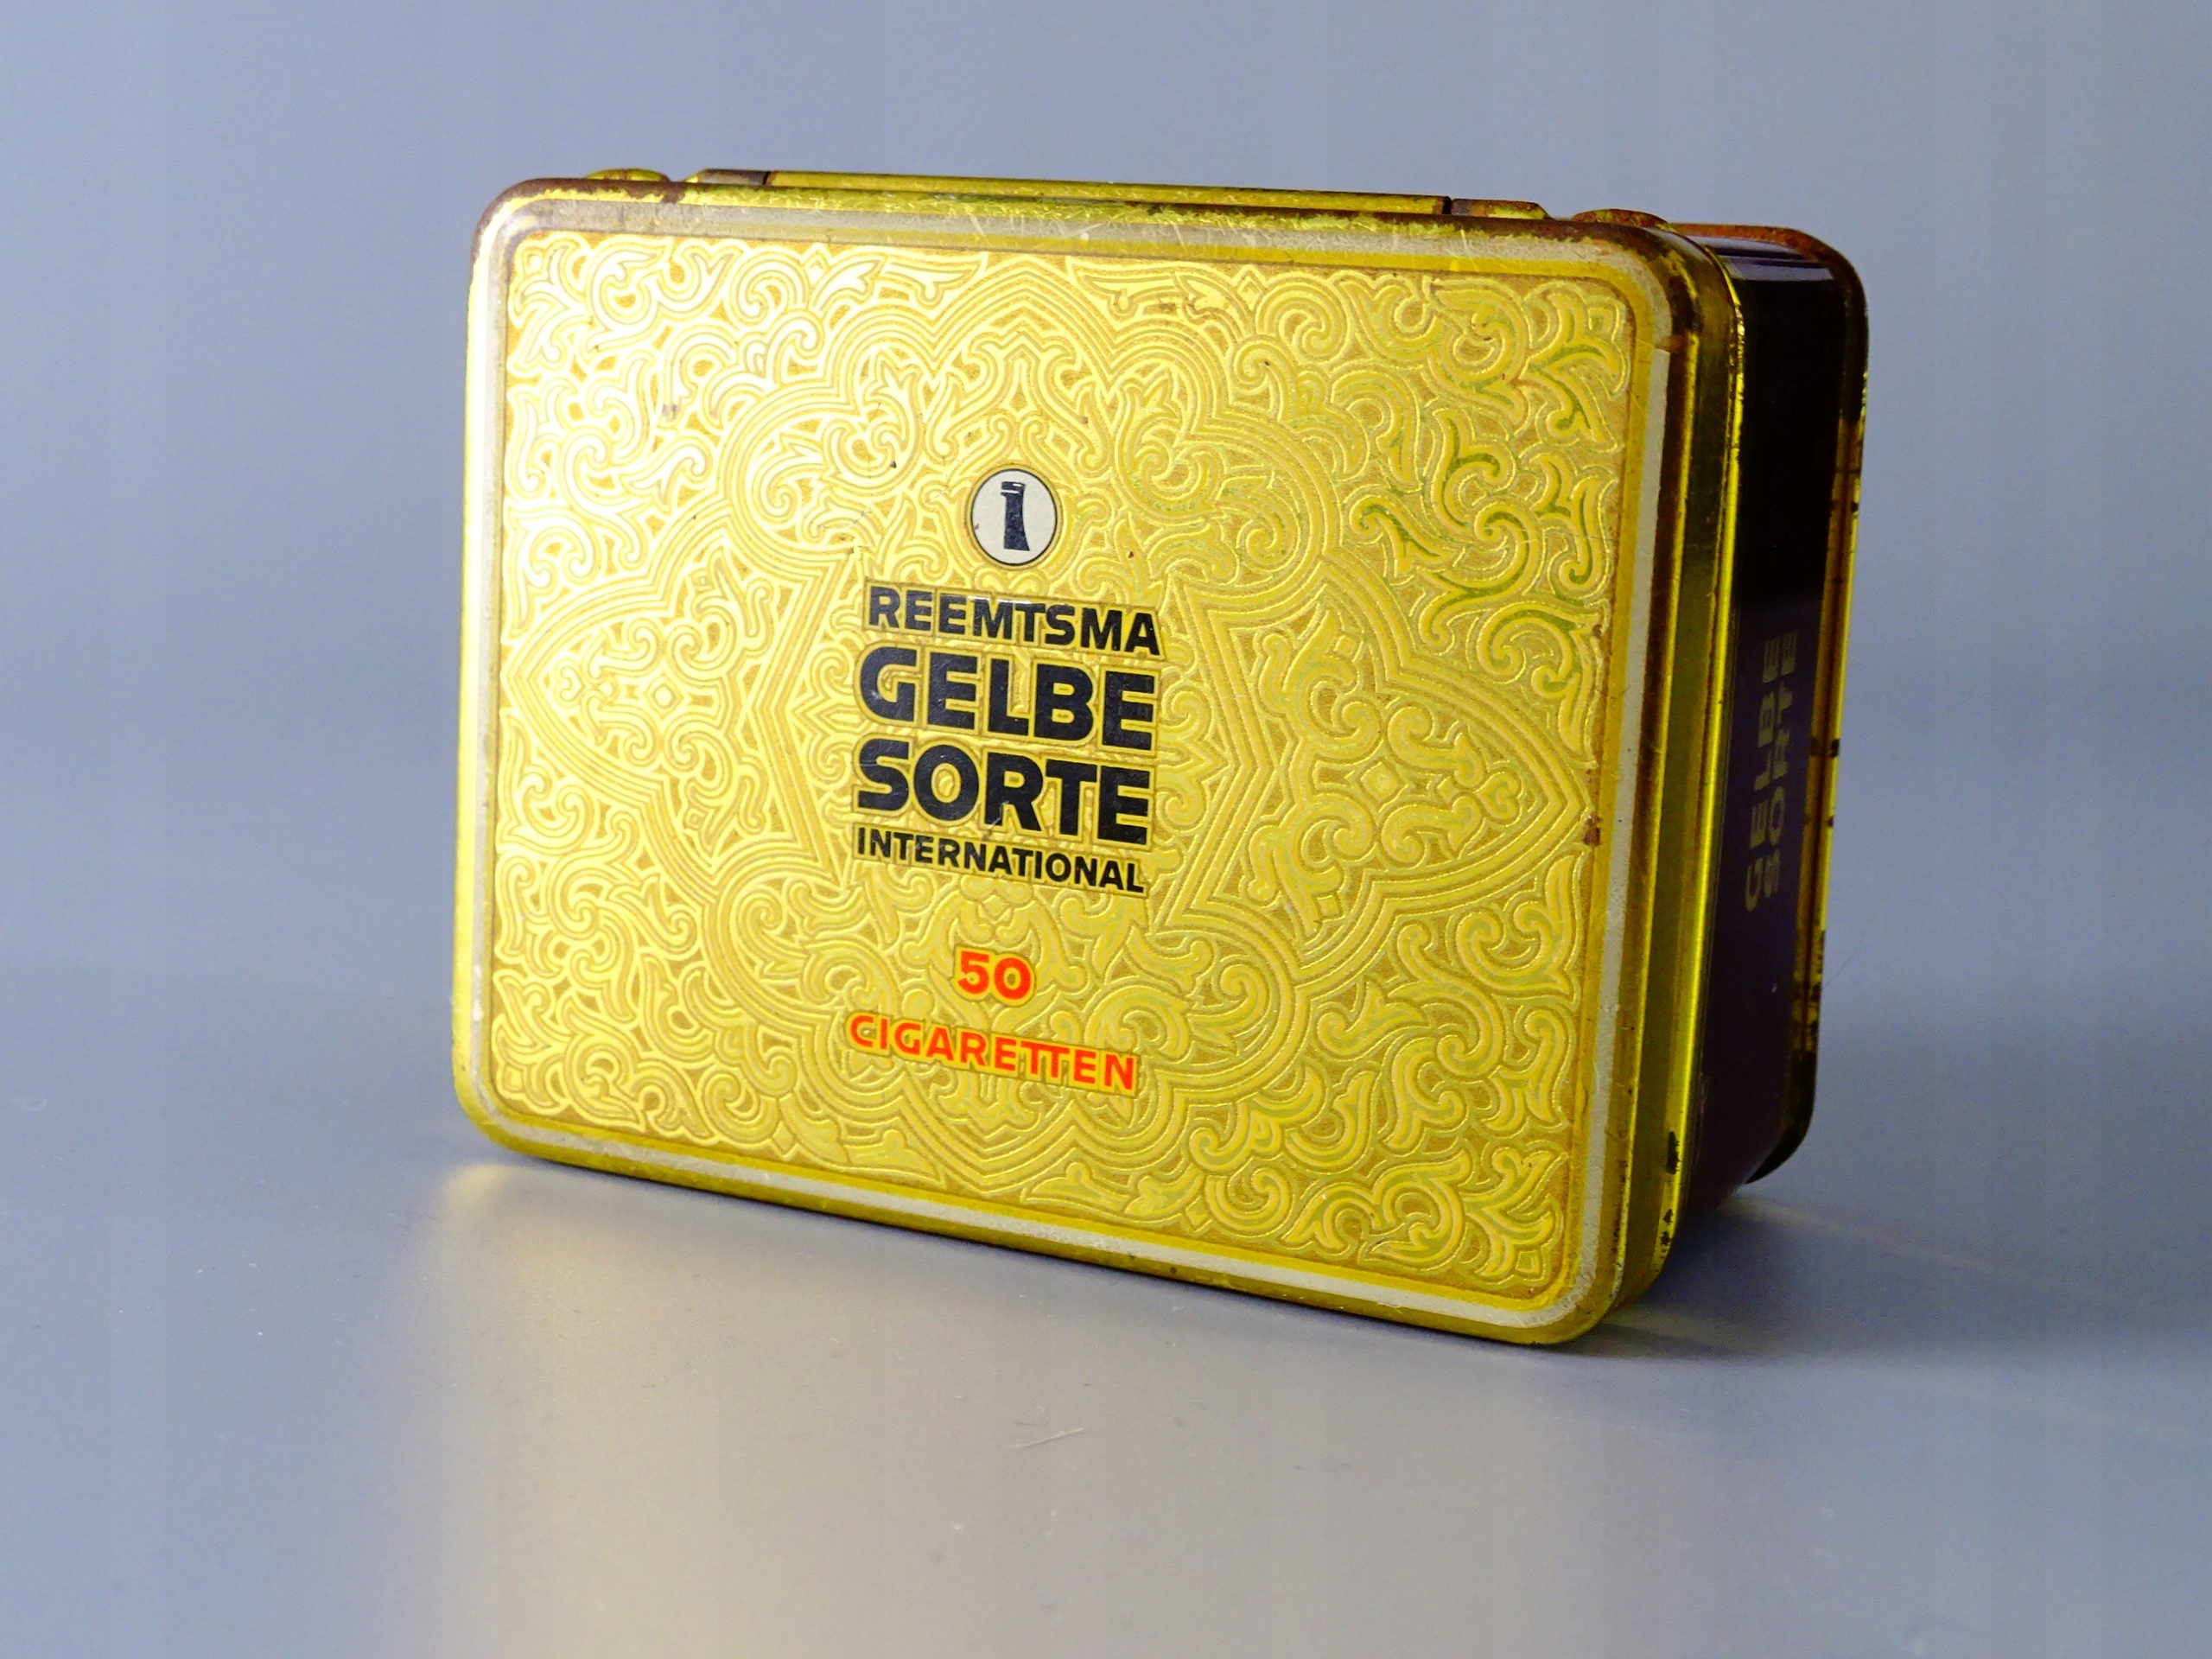 REEMTSMA
GELBE
SORTE
INTERNATIONAL
50
CIGARETTEN
GELBE
SORTE